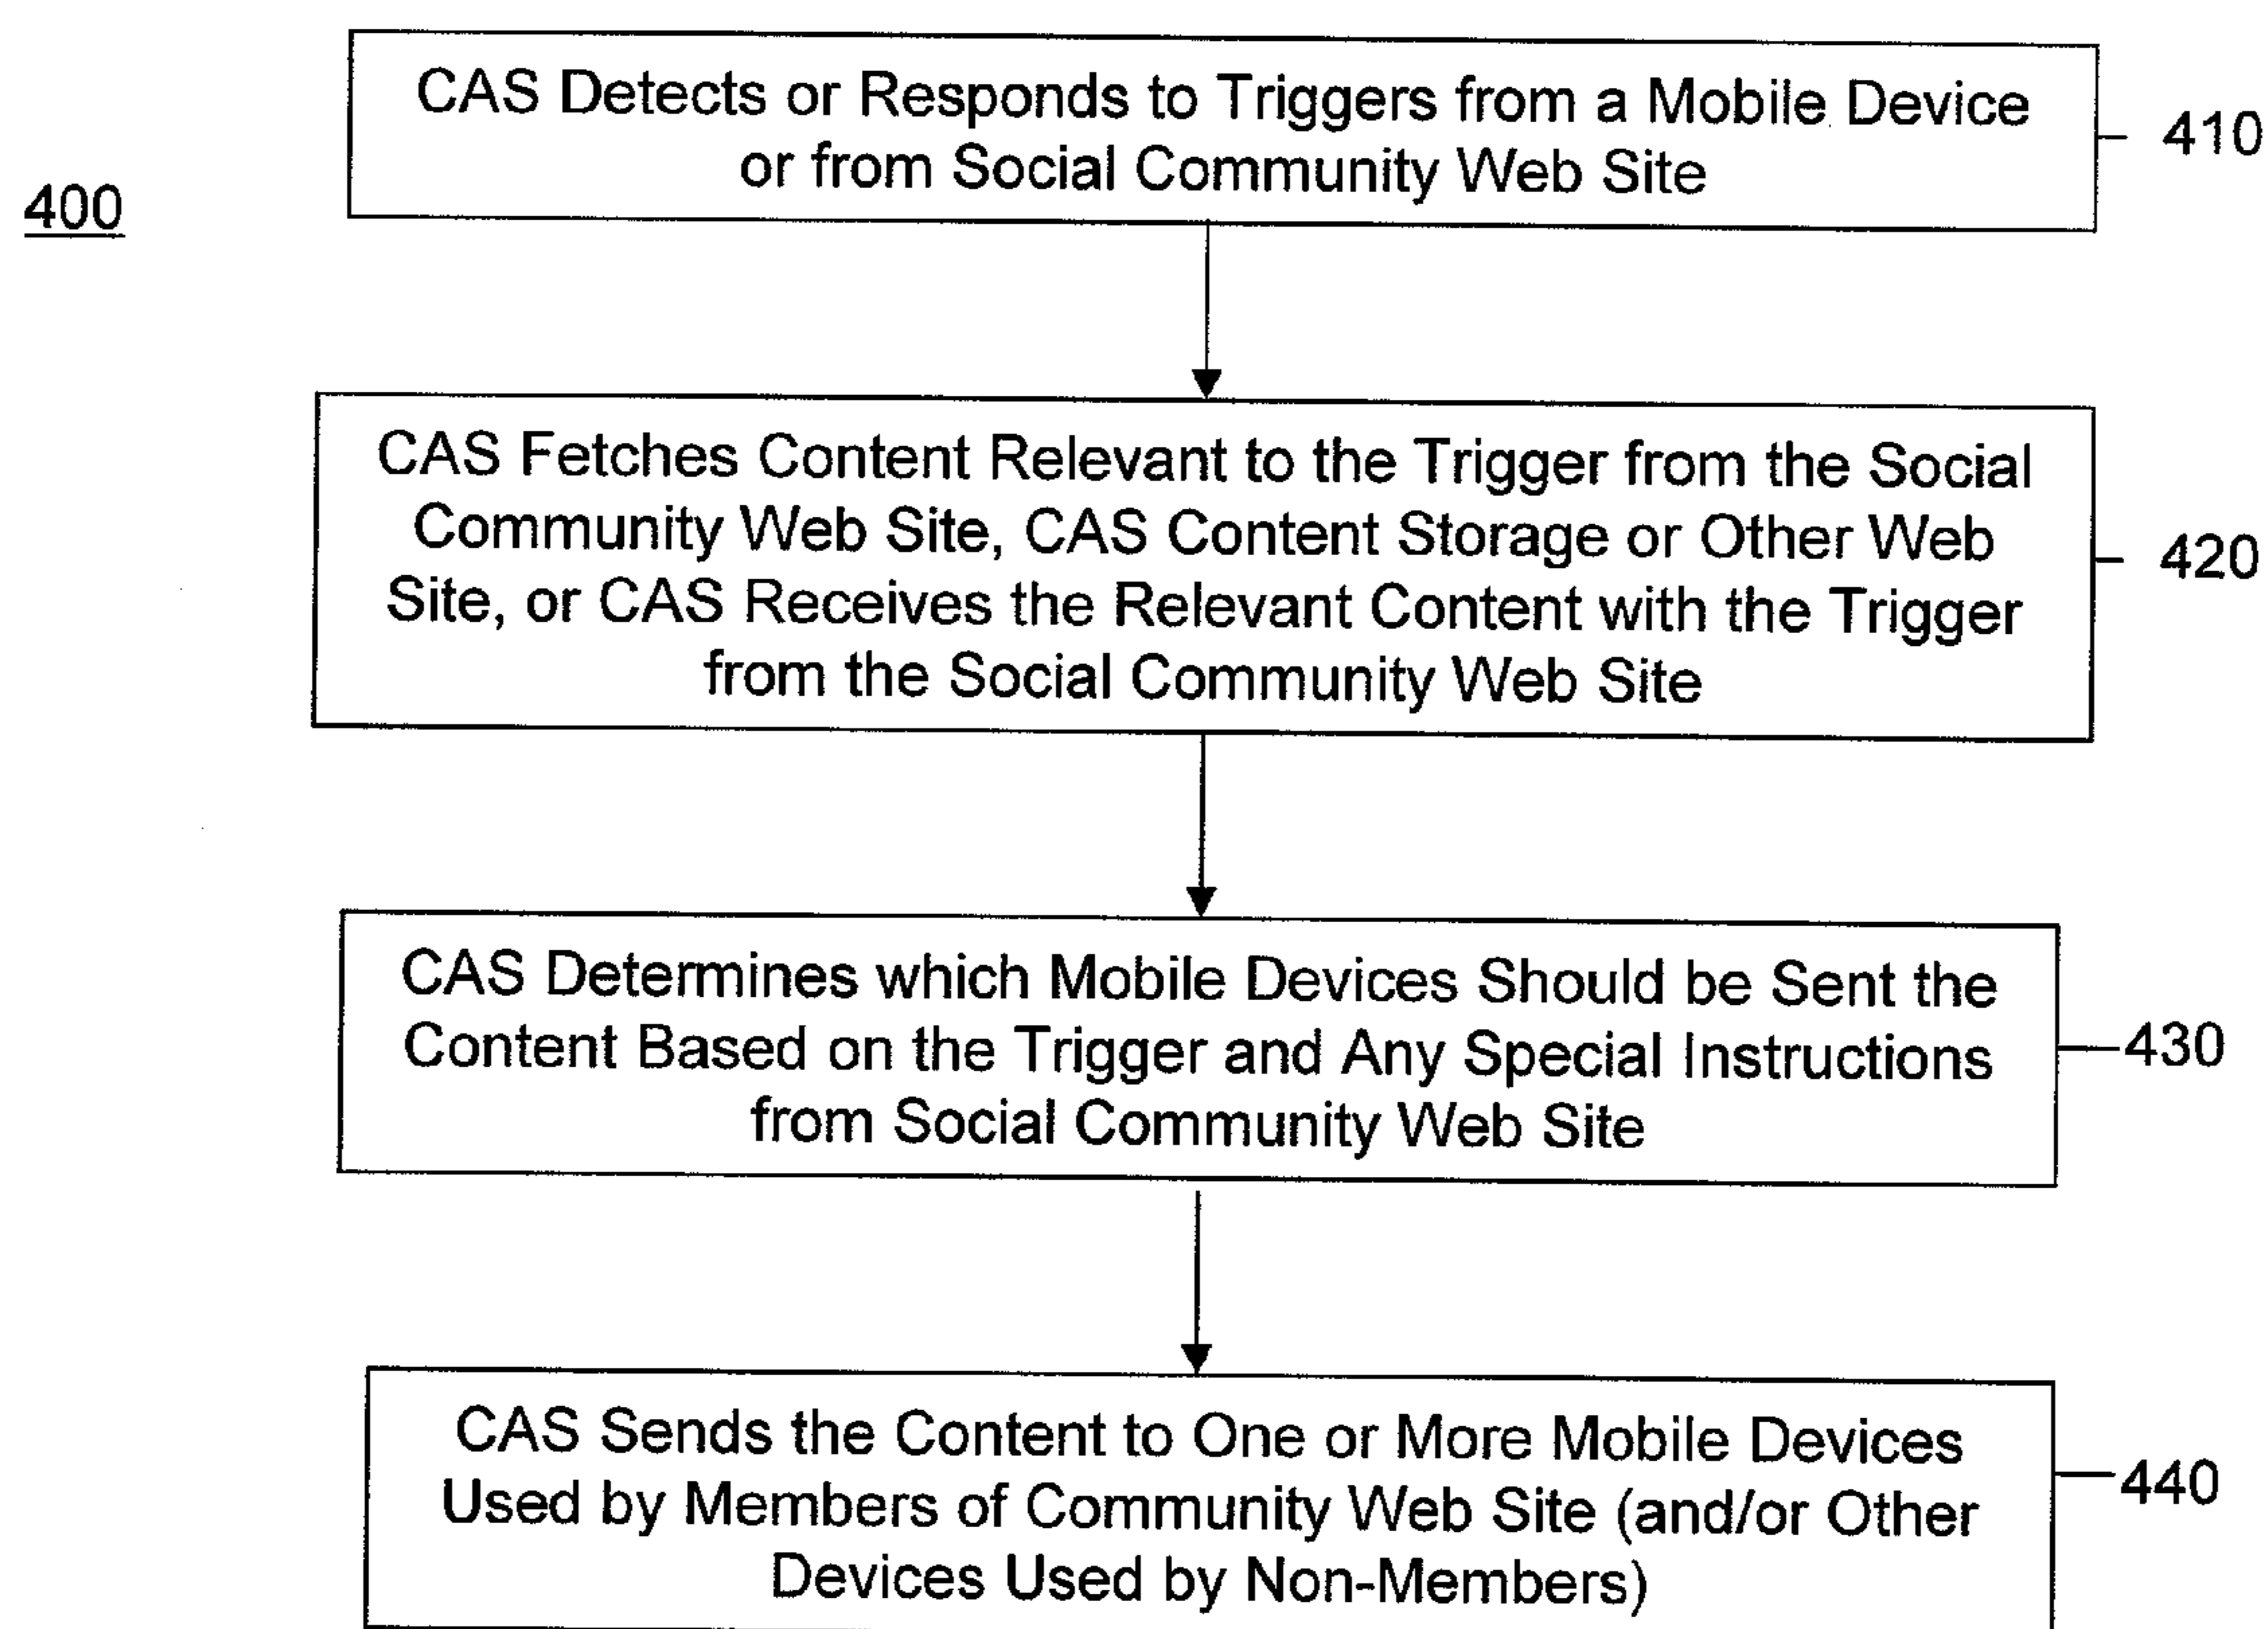 400
CAS Detects or Responds to Triggers from a Mobile Device
or from Social Community Web Site
410
CAS Fetches Content Relevant to the Trigger from the Social
Community Web Site, CAS Content Storage or Other Web
Site, or CAS Receives the Relevant Content with the Trigger
from the Social Community Web Site
420
CAS Determines which Mobile Devices Should be Sent the
Content Based on the Trigger and Any Special Instructions
from Social Community Web Site
430
CAS Sends the Content to One or More Mobile Devices
Used by Members of Community Web Site (and/or Other
Devices Used by Non-Members)
440